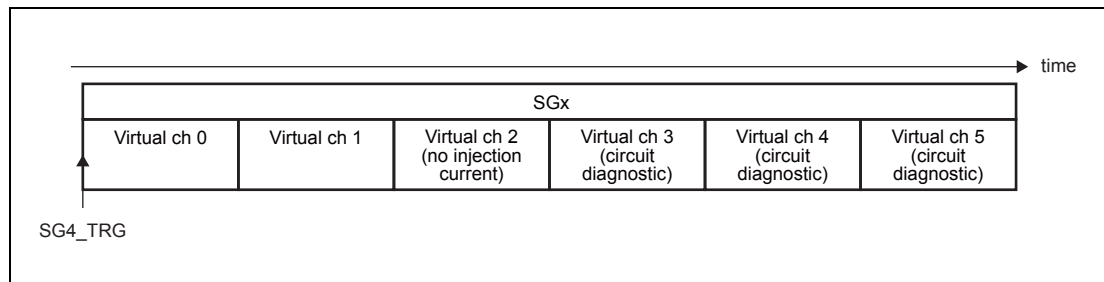 time
SGx
Virtual ch 0
Virtual ch 1
Virtual ch 2
(no injection
current)
Virtual ch 3
(circuit
diagnostic)
Virtual ch 4
(circuit
diagnostic)
Virtual ch 5
(circuit
diagnostic)
SG4_TRG